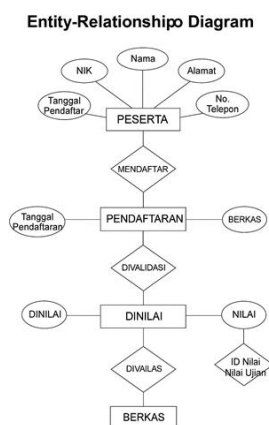 Entity-Relationshipo Diagram
Nama
NIK
Alamat
Tanggal
Pendaftar
No.
Telepon
PESERTA
MENDAFTAR
Tanggal
Pendaftaran
PENDAFTARAN
BERKAS
DIVALIDASI
DINILAI
DINILAI
NILAI
DIVAILAS
ID Nilai
Nilai Ujian
BERKAS